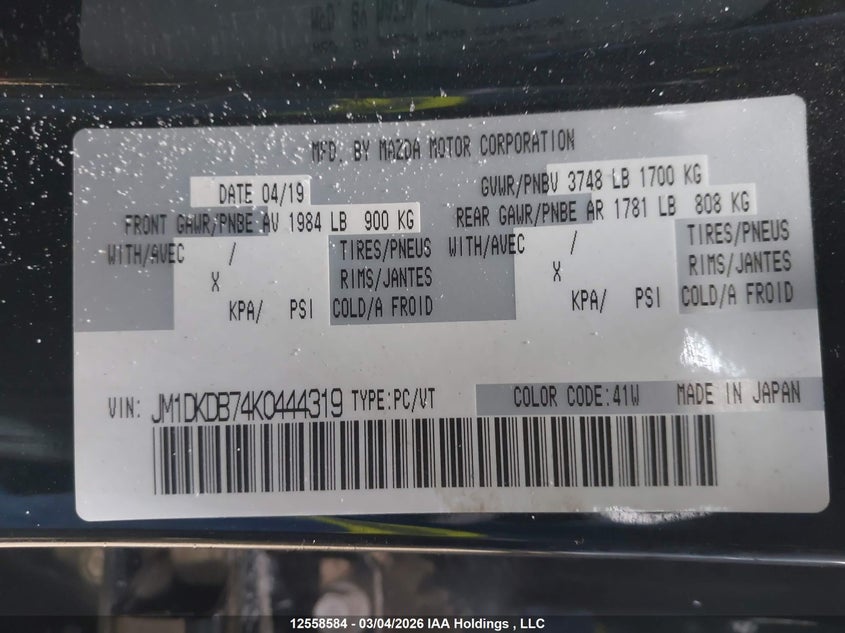 MFD. BY MAZDA MOTOR CORPORATION
DATE 04/19 GVWR/PNBV 3748 LB 1700 KG
FRONT GAWR/PNBE AV 1984 LB 900 KG REAR GAWR/PNBE AR 1781 LB 808 KG
WITH/AVEC / TIRES/PNEUS WITH/AVEC / TIRES/PNEUS
X RIMS/JANTES X RIMS/JANTES
KPA/ PSI COLD/A FROID KPA/ PSI COLD/A FROID
VIN: JM1DKDB74K0444319 TYPE:PC/VT COLOR CODE:41W MADE IN JAPAN
12558584 - 03/04/2026 IAA Holdings , LLC